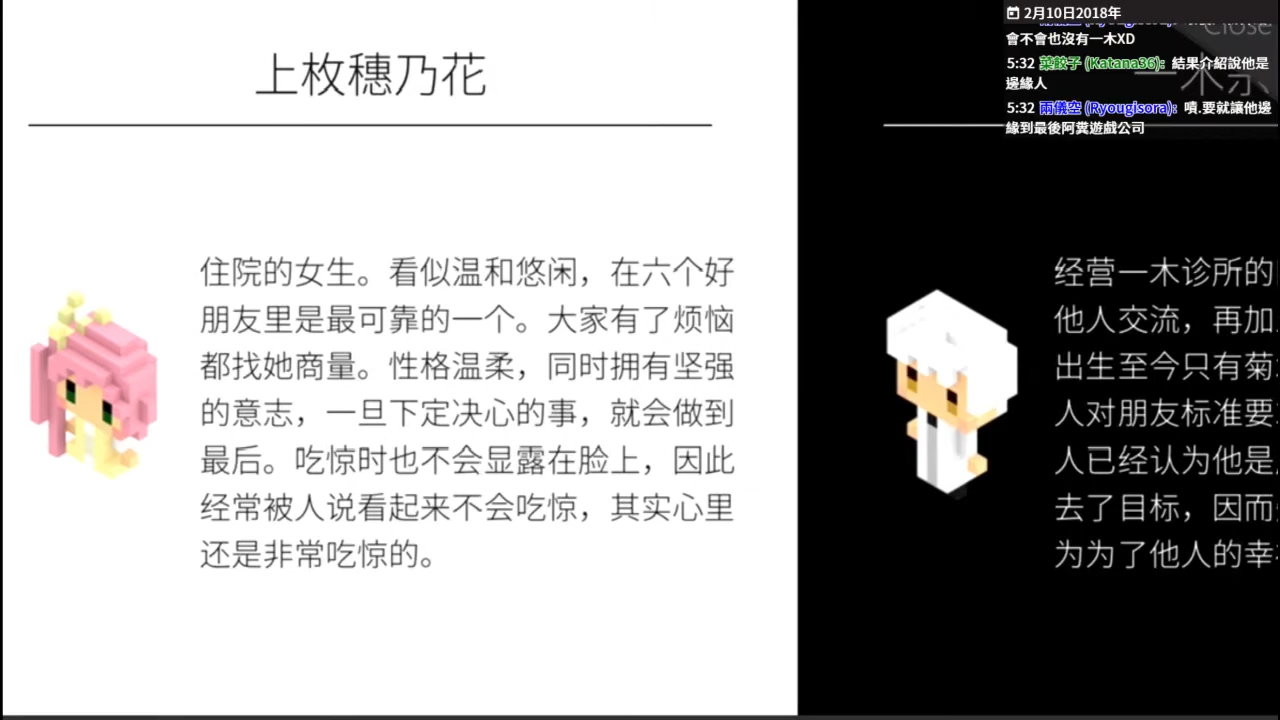 上枚穗乃花
住院的女生。看似温和悠闲，在六个好
朋友里是最可靠的一个。大家有了烦恼
都找她商量。性格温柔，同时拥有坚强
的意志，一旦下定决心的事，就会做到
最后。吃惊时也不会显露在脸上，因此
经常被人说看起来不会吃惊，其实心里
还是非常吃惊的。
2月10日2018年
Close
會不會也沒有一木XD
5:32 菜餃子 (Katana36): 結果介紹說他是
邊緣人
5:32 兩儀空 (Ryougisora): 嘖.要就讓他邊
緣到最後阿糞遊戲公司
一木
经营一木诊所的
他人交流，再加
出生至今只有菊
人对朋友标准要
人已经认为他是
去了目标，因而
为为了他人的幸